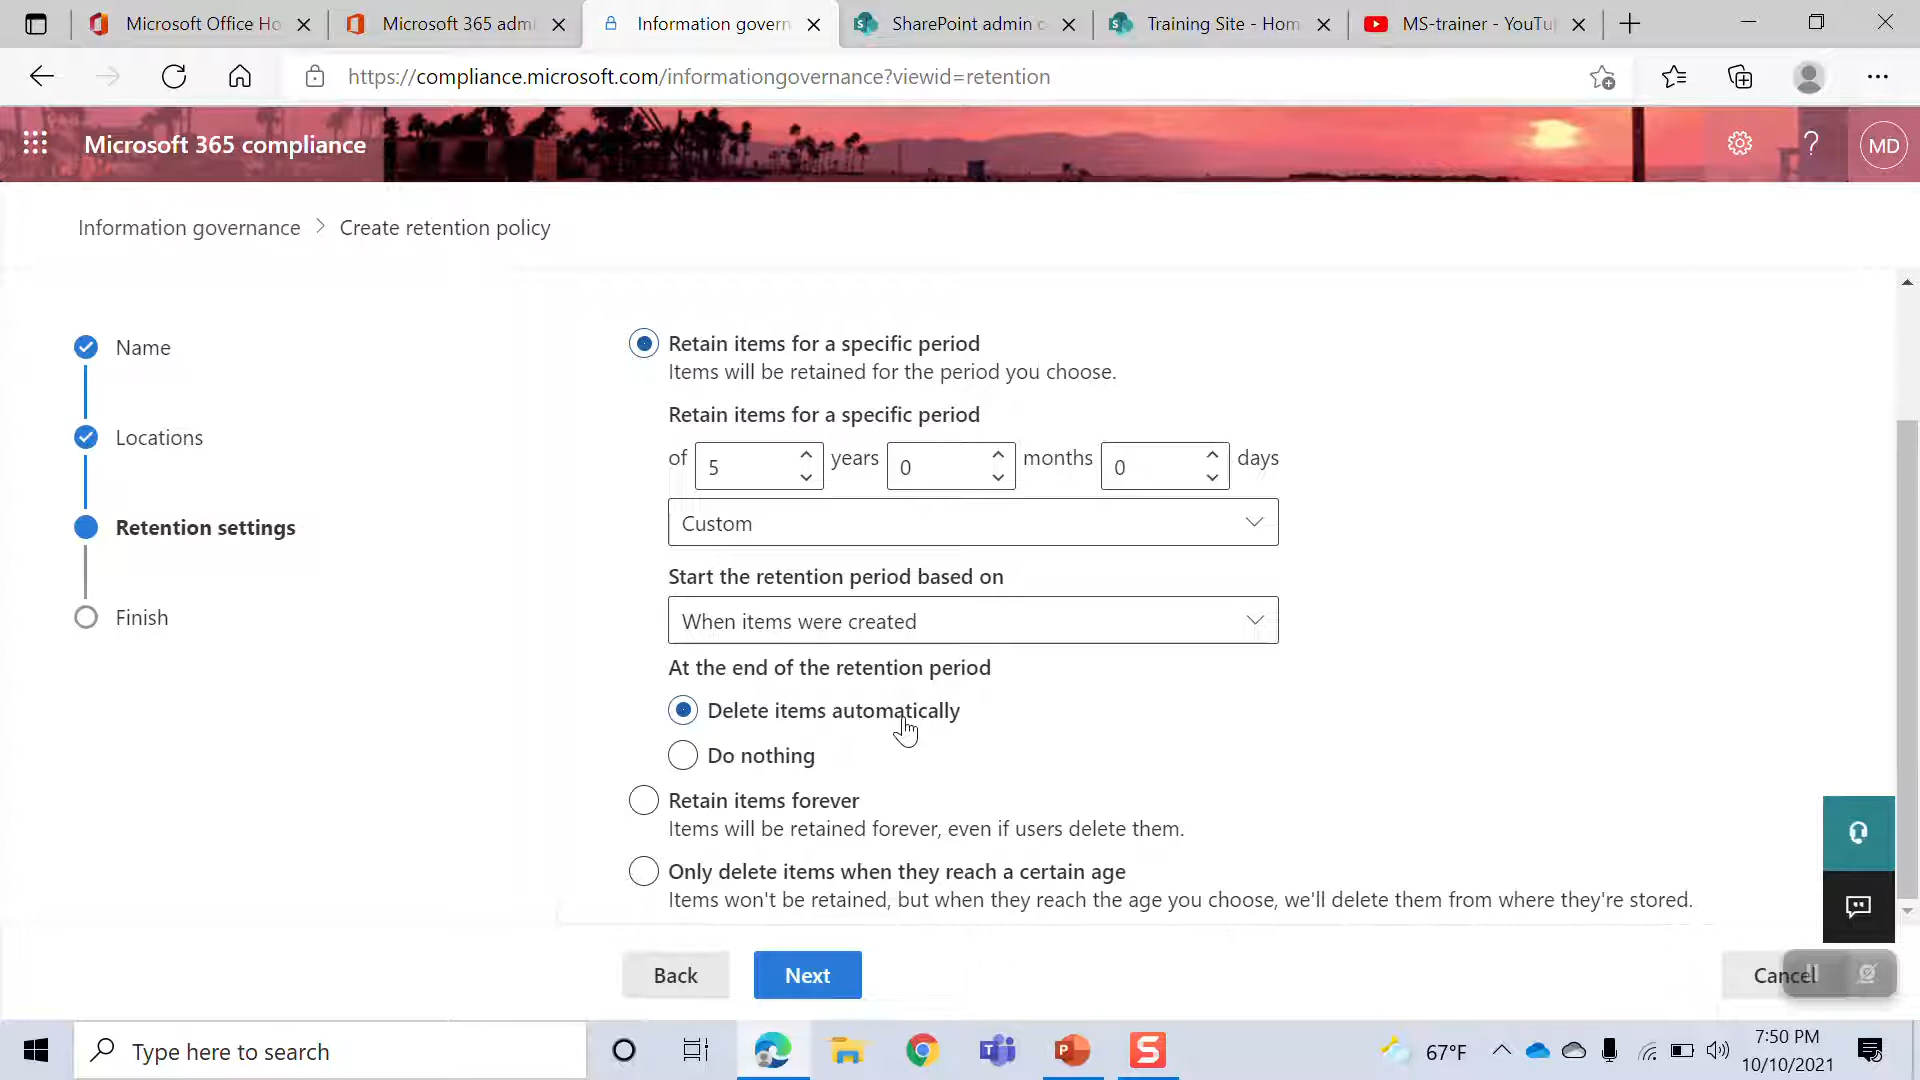 Microsoft Office Ho
Microsoft 365 admi
Information govern
SharePoint admin c
Training Site - Hom
MS-trainer - YouTu
https://compliance.microsoft.com/informationgovernance?viewid=retention
Microsoft 365 compliance
?
MD
Information governance > Create retention policy
Name
Locations
Retention settings
Finish
Retain items for a specific period
Items will be retained for the period you choose.
Retain items for a specific period
of 5 years 0 months 0 days
Custom
Start the retention period based on
When items were created
At the end of the retention period
Delete items automatically
Do nothing
Retain items forever
Items will be retained forever, even if users delete them.
Only delete items when they reach a certain age
Items won't be retained, but when they reach the age you choose, we'll delete them from where they're stored.
Back
Next
Cancel
Type here to search
67°F
7:50 PM
10/10/2021